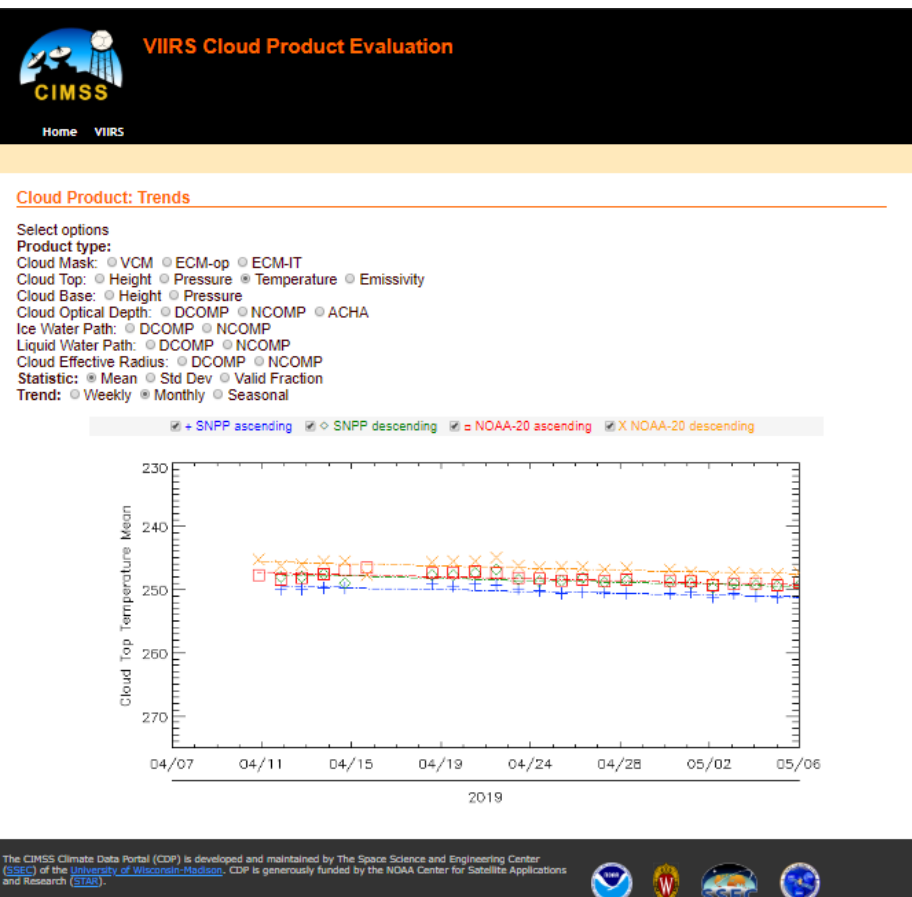 VIIRS Cloud Product Evaluation
CIMSS
Home VIIRS
Cloud Product: Trends
Select options
Product type:
Cloud Mask: VCM ECM-op ECM-IT
Cloud Top: Height Pressure Temperature Emissivity
Cloud Base: Height Pressure
Cloud Optical Depth: DCOMP NCOMP ACHA
Ice Water Path: DCOMP NCOMP
Liquid Water Path: DCOMP NCOMP
Cloud Effective Radius: DCOMP NCOMP
Statistic: Mean Std Dev Valid Fraction
Trend: Weekly Monthly Seasonal
+ SNPP ascending ◇ SNPP descending □ NOAA-20 ascending X NOAA-20 descending
Cloud Top Temperature Mean
230
240
250
260
270
04/07 04/11 04/15 04/19 04/24 04/28 05/02 05/06
2019
The CIMSS Climate Data Portal (CDP) is developed and maintained by The Space Science and Engineering Center
(SSEC) of the University of Wisconsin-Madison. CDP is generously funded by the NOAA Center for Satellite Applications
and Research (STAR).